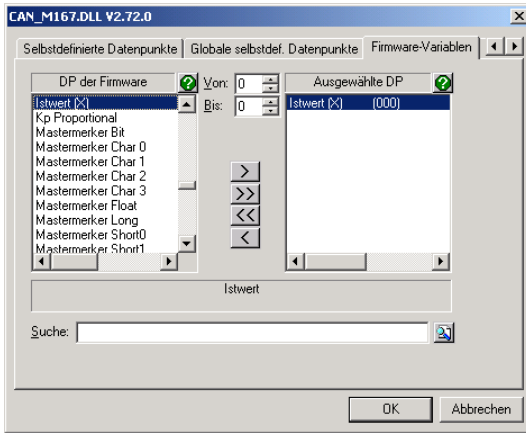 CAN_M167.DLL V2.72.0
Selbstdefinierte Datenpunkte Globale selbstdef. Datenpunkte Firmware-Variablen
DP der Firmware Von: 0 Ausgewählte DP
Bis: 0
Istwert (X) Istwert (X) (000)
Kp Proportional
Mastermerker Bit
Mastermerker Char 0
Mastermerker Char 1
Mastermerker Char 2
Mastermerker Char 3
Mastermerker Float
Mastermerker Long
Mastermerker Short0
Mastermerker Short1
>
>>
<<
<
Istwert
Suche:
OK Abbrechen